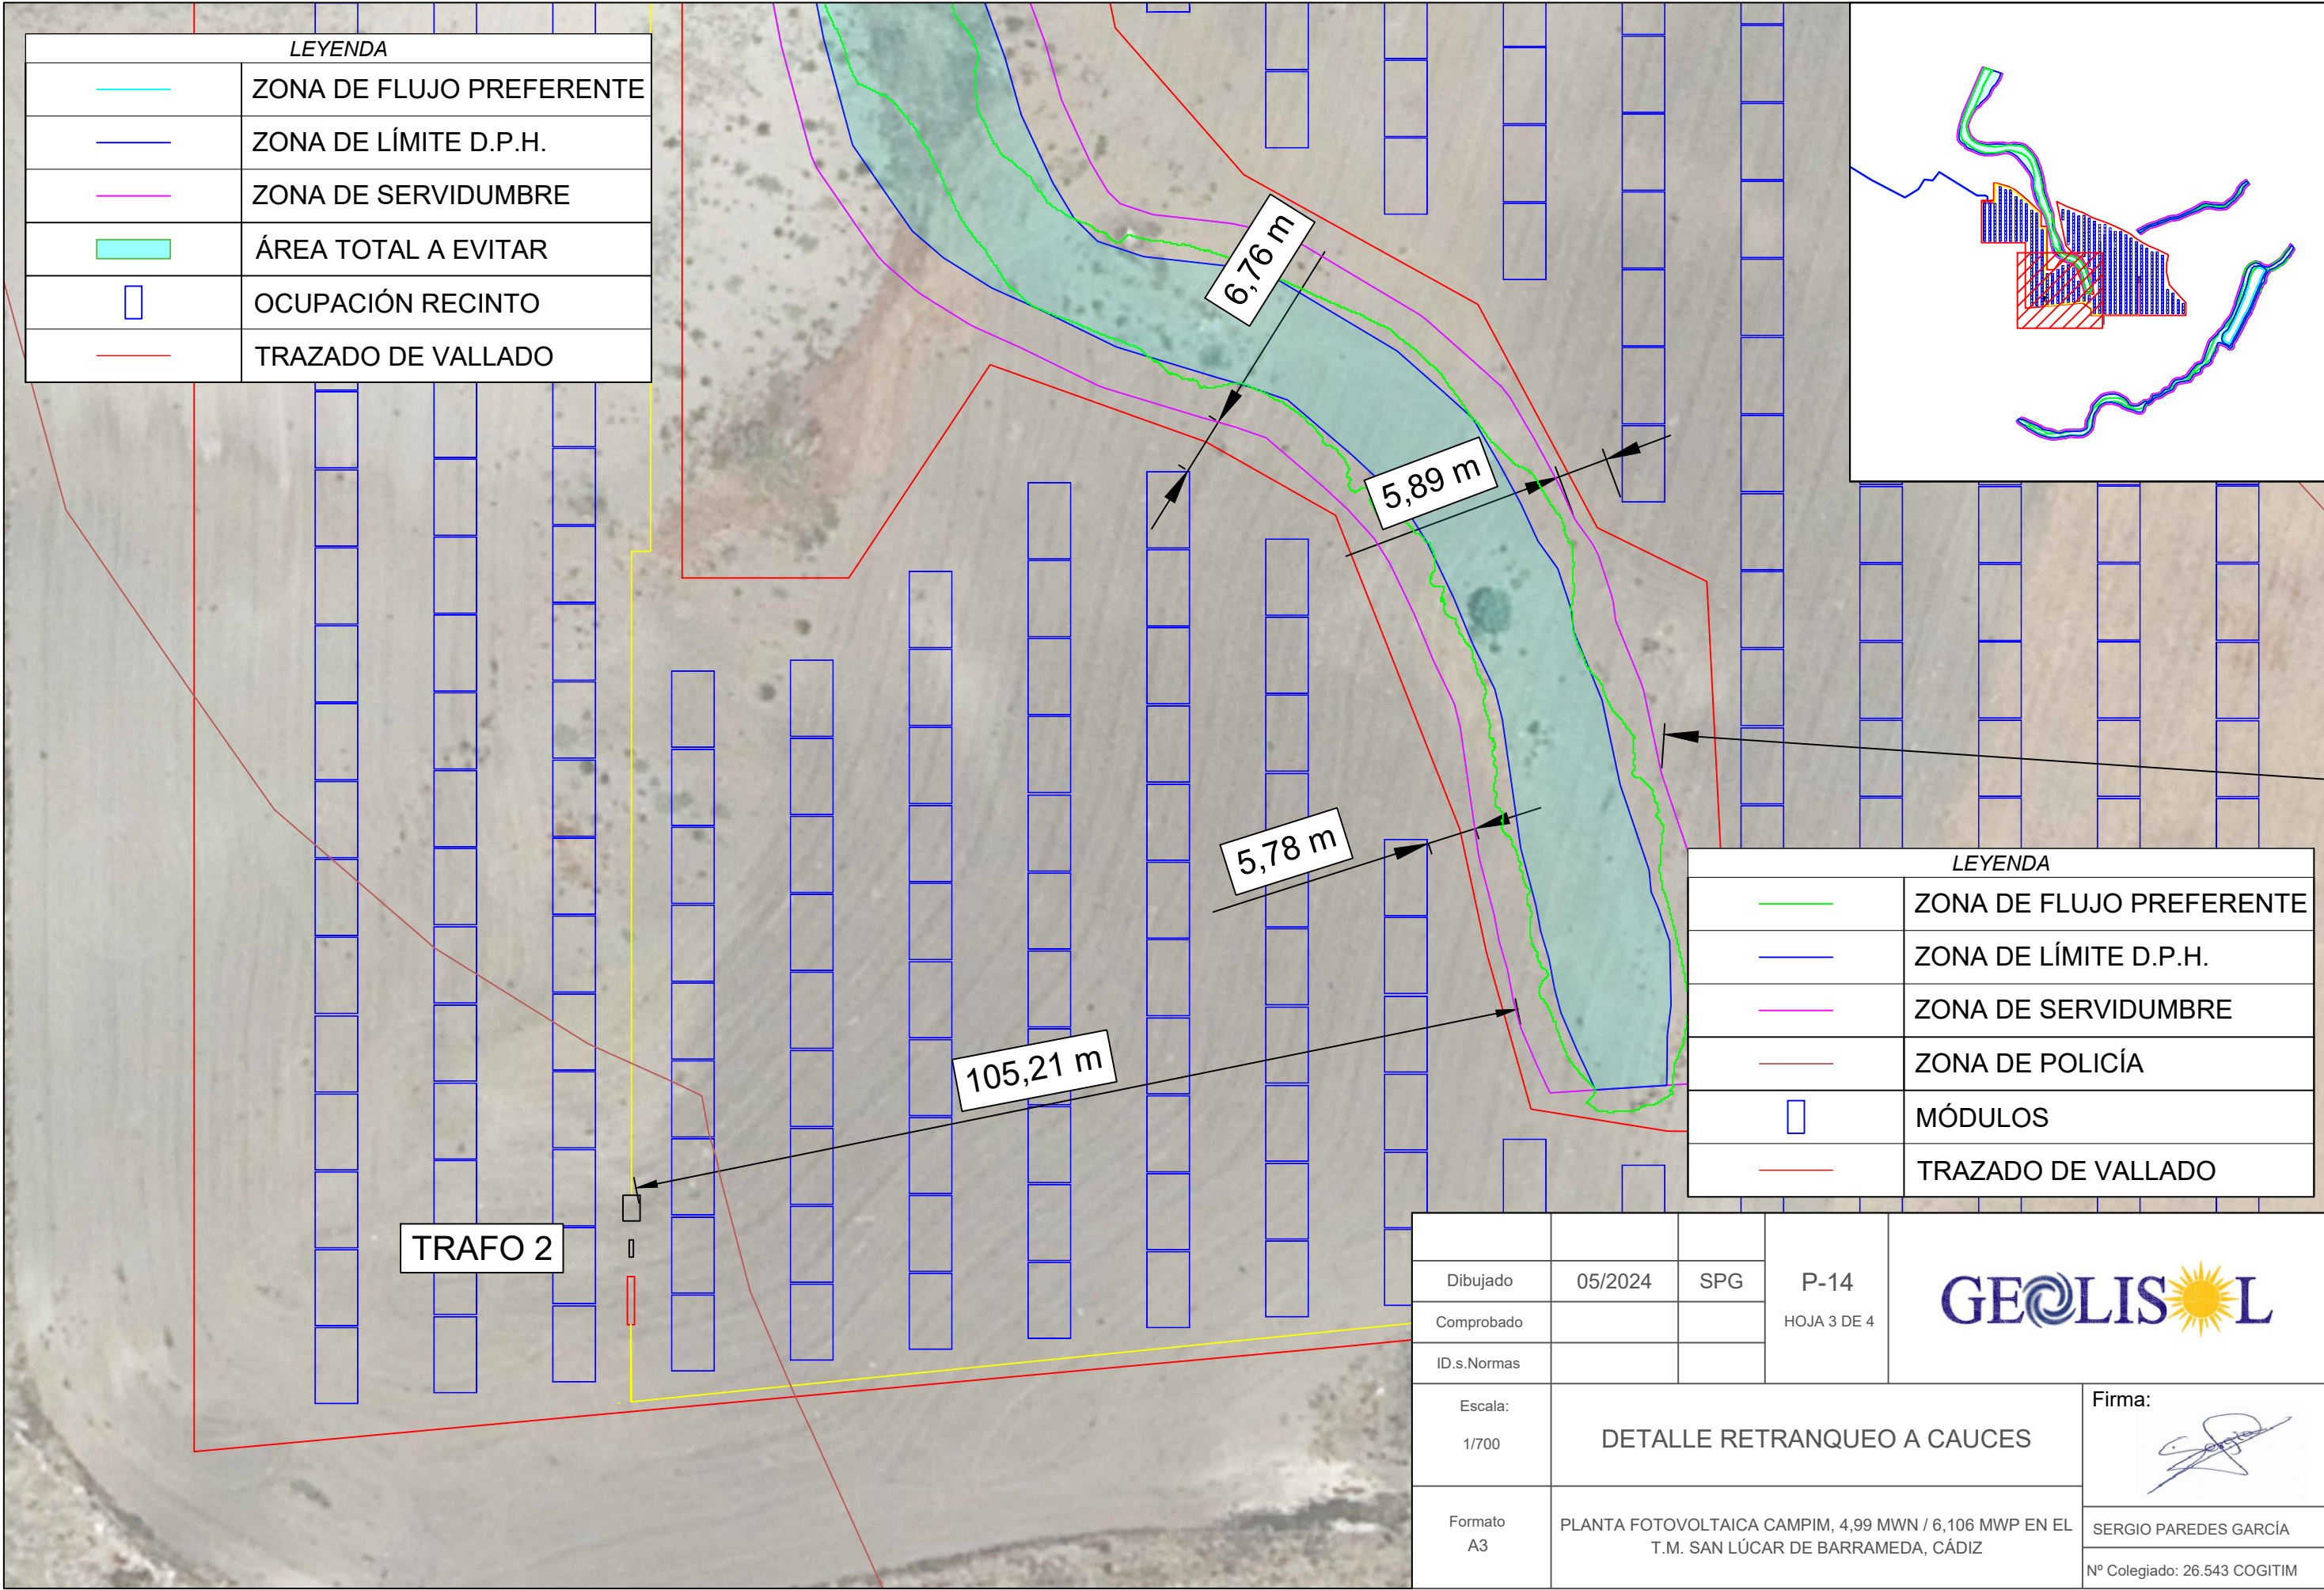 LEYENDA
ZONA DE FLUJO PREFERENTE
ZONA DE LÍMITE D.P.H.
ZONA DE SERVIDUMBRE
ÁREA TOTAL A EVITAR
OCUPACIÓN RECINTO
TRAZADO DE VALLADO
6,76 m
5,89 m
5,78 m
105,21 m
TRAFO 2
LEYENDA
ZONA DE FLUJO PREFERENTE
ZONA DE LÍMITE D.P.H.
ZONA DE SERVIDUMBRE
ZONA DE POLICÍA
MÓDULOS
TRAZADO DE VALLADO
Dibujado 05/2024 SPG
Comprobado
ID.s.Normas
P-14
HOJA 3 DE 4
GEOLISOL
Escala:
1/700
DETALLE RETRANQUEO A CAUCES
Firma:
Formato
A3
PLANTA FOTOVOLTAICA CAMPIM, 4,99 MWN / 6,106 MWP EN EL
T.M. SAN LÚCAR DE BARRAMEDA, CÁDIZ
SERGIO PAREDES GARCÍA
Nº Colegiado: 26.543 COGITIM